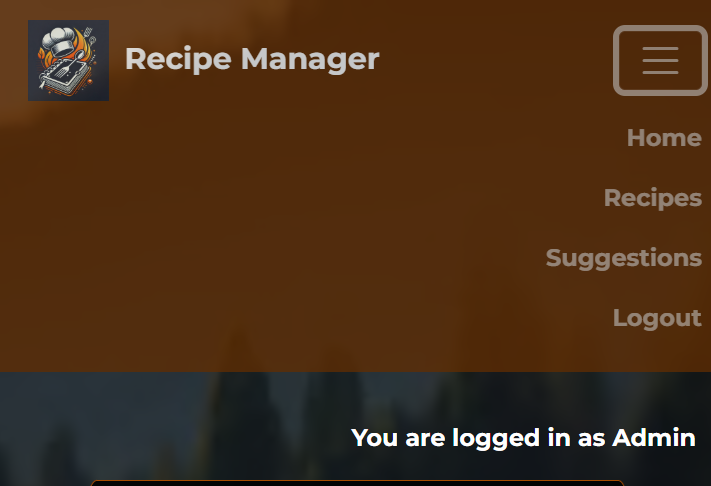 Recipe Manager
Home
Recipes
Suggestions
Logout
You are logged in as Admin